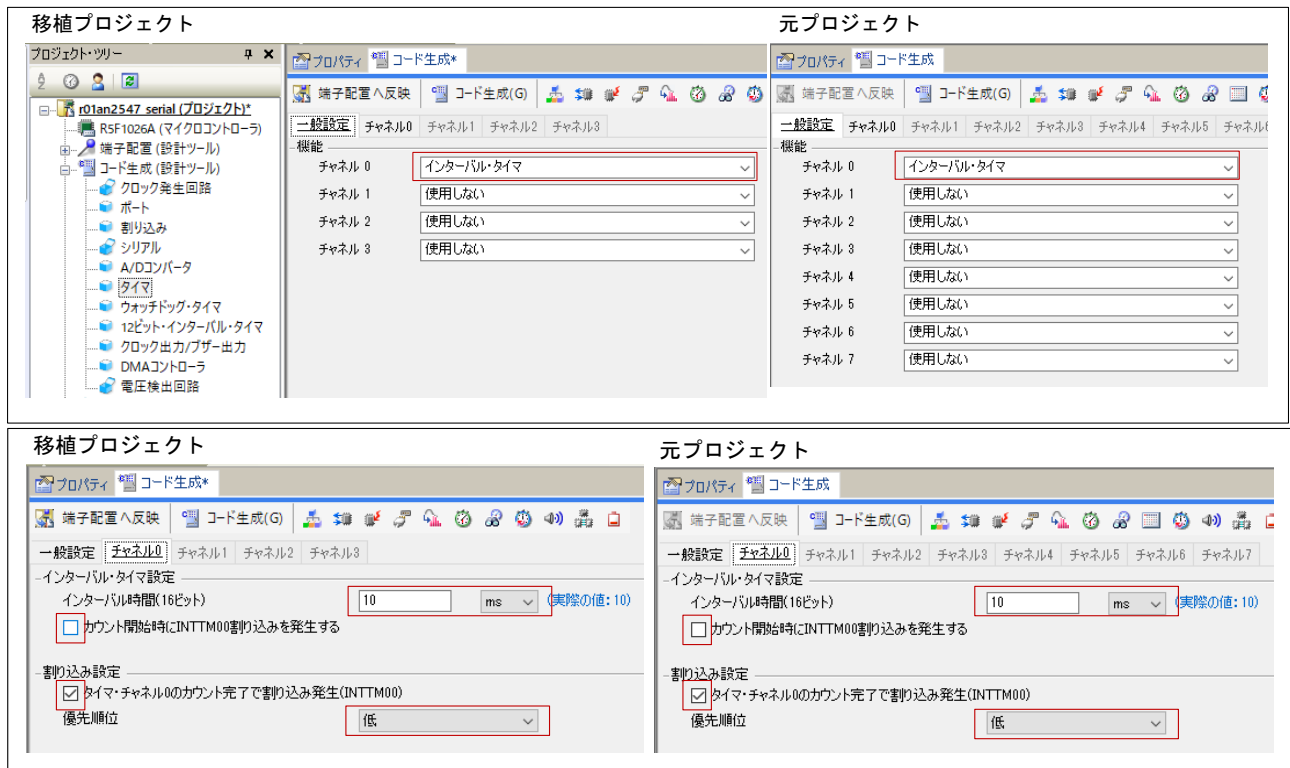 移植プロジェクト
元プロジェクト
プロジェクト・ツリー
プロパティ コード生成*
プロパティ コード生成
端子配置へ反映 コード生成(G)
端子配置へ反映 コード生成(G)
r01an2547_serial (プロジェクト)*
R5F1026A (マイクロコントローラ)
端子配置 (設計ツール)
コード生成 (設計ツール)
クロック発生回路
ポート
割り込み
シリアル
A/Dコンバータ
タイマ
ウォッチドッグ・タイマ
12ビット・インターバル・タイマ
クロック出力/ブザー出力
DMAコントローラ
電圧検出回路
一般設定 チャネル0 チャネル1 チャネル2 チャネル3
機能
チャネル 0 インターバル・タイマ
チャネル 1 使用しない
チャネル 2 使用しない
チャネル 3 使用しない
一般設定 チャネル0 チャネル1 チャネル2 チャネル3 チャネル4 チャネル5 チャネル6
機能
チャネル 0 インターバル・タイマ
チャネル 1 使用しない
チャネル 2 使用しない
チャネル 3 使用しない
チャネル 4 使用しない
チャネル 5 使用しない
チャネル 6 使用しない
チャネル 7 使用しない
移植プロジェクト
プロパティ コード生成*
端子配置へ反映 コード生成(G)
一般設定 チャネル0 チャネル1 チャネル2 チャネル3
インターバル・タイマ設定
インターバル時間(16ビット) 10 ms (実際の値:10)
カウント開始時にINTTM00割り込みを発生する
割り込み設定
タイマ・チャネル0のカウント完了で割り込み発生(INTTM00)
優先順位 低
元プロジェクト
プロパティ コード生成
端子配置へ反映 コード生成(G)
一般設定 チャネル0 チャネル1 チャネル2 チャネル3 チャネル4 チャネル5 チャネル6 チャネル7
インターバル・タイマ設定
インターバル時間(16ビット) 10 ms (実際の値:10)
カウント開始時にINTTM00割り込みを発生する
割り込み設定
タイマ・チャネル0のカウント完了で割り込み発生(INTTM00)
優先順位 低